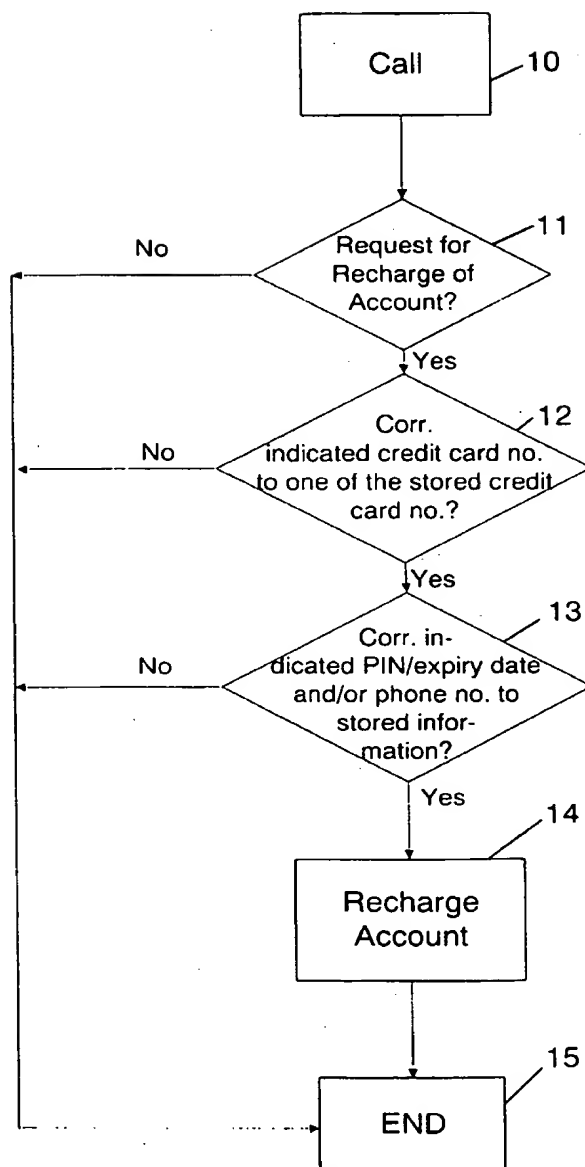 Call
10
Request for
Recharge of
Account?
11
No
Yes
Corr.
indicated credit card no.
to one of the stored credit
card no.?
12
No
Yes
Corr. in-
dicated PIN/expiry date
and/or phone no. to
stored infor-
mation?
13
No
Yes
Recharge
Account
14
END
15